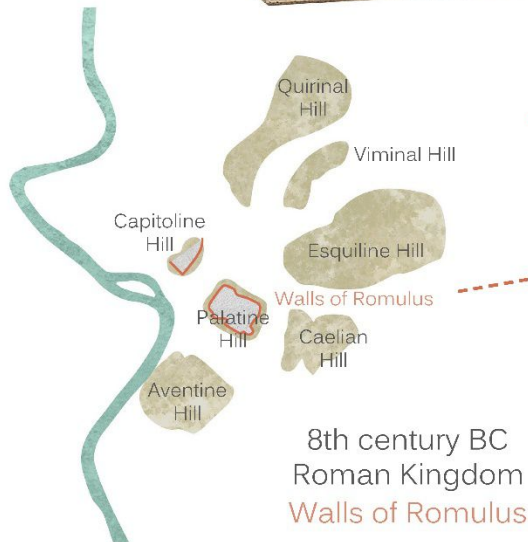 Quirinal
Hill
Viminal Hill
Capitoline
Hill
Esquiline Hill
Walls of Romulus
Palatine
Hill
Caelian
Hill
Aventine
Hill
8th century BC
Roman Kingdom
Walls of Romulus